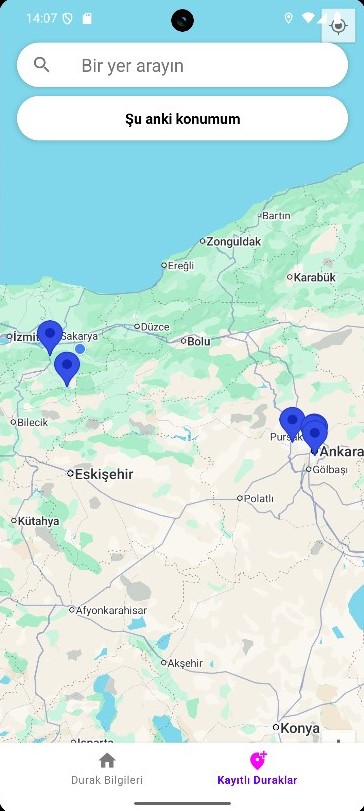 14:07
Bir yer arayın
Şu anki konumum
Bartın
Zonguldak
Ereğli
Karabük
Düzce
İzmit
Sakarya
Bolu
Bilecik
Ankara
Gölbaşı
Eskişehir
Polatlı
Kütahya
Afyonkarahisar
Akşehir
Konya
Isparta
Durak Bilgileri
Kayıtlı Duraklar